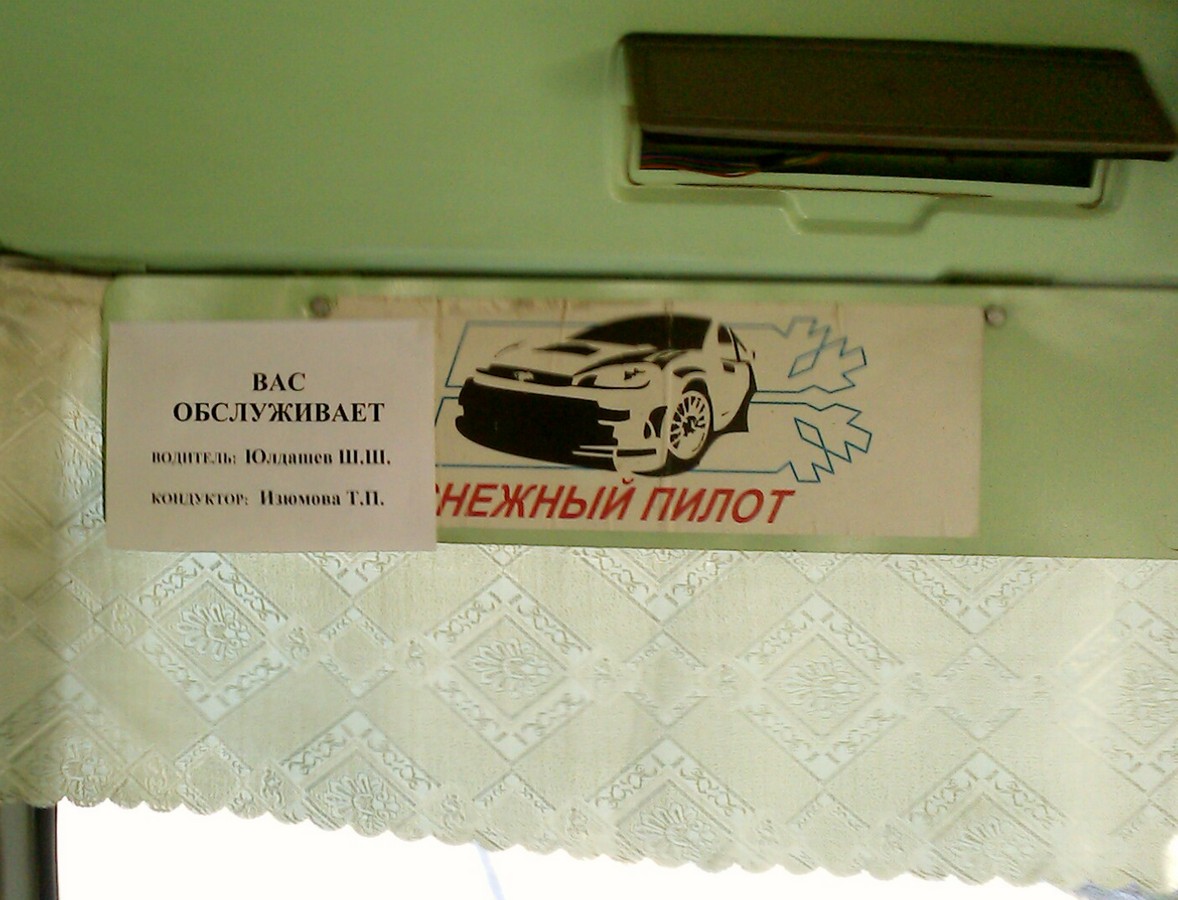 ВАС
ОБСЛУЖИВАЕТ
ВОДИТЕЛЬ: Юлдашев Ш.Ш.
КОНДУКТОР: Изюмова Т.П.
СНЕЖНЫЙ ПИЛОТ